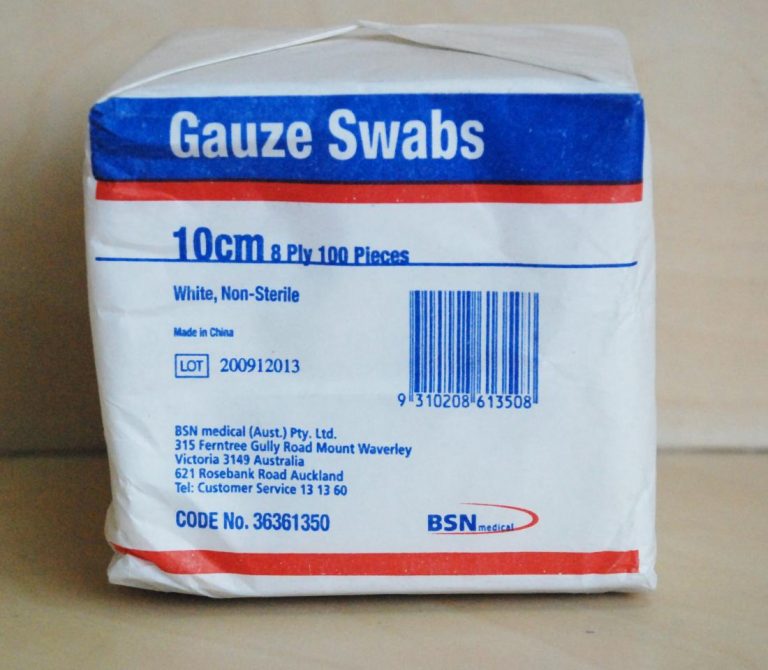 Gauze Swabs
10cm 8 Ply 100 Pieces
White, Non-Sterile
Made in China
LOT 200912013
9 310208 613508
BSN medical (Aust.) Pty. Ltd.
315 Ferntree Gully Road Mount Waverley
Victoria 3149 Australia
621 Rosebank Road Auckland
Tel: Customer Service 13 13 60
CODE No. 36361350
BSN medical